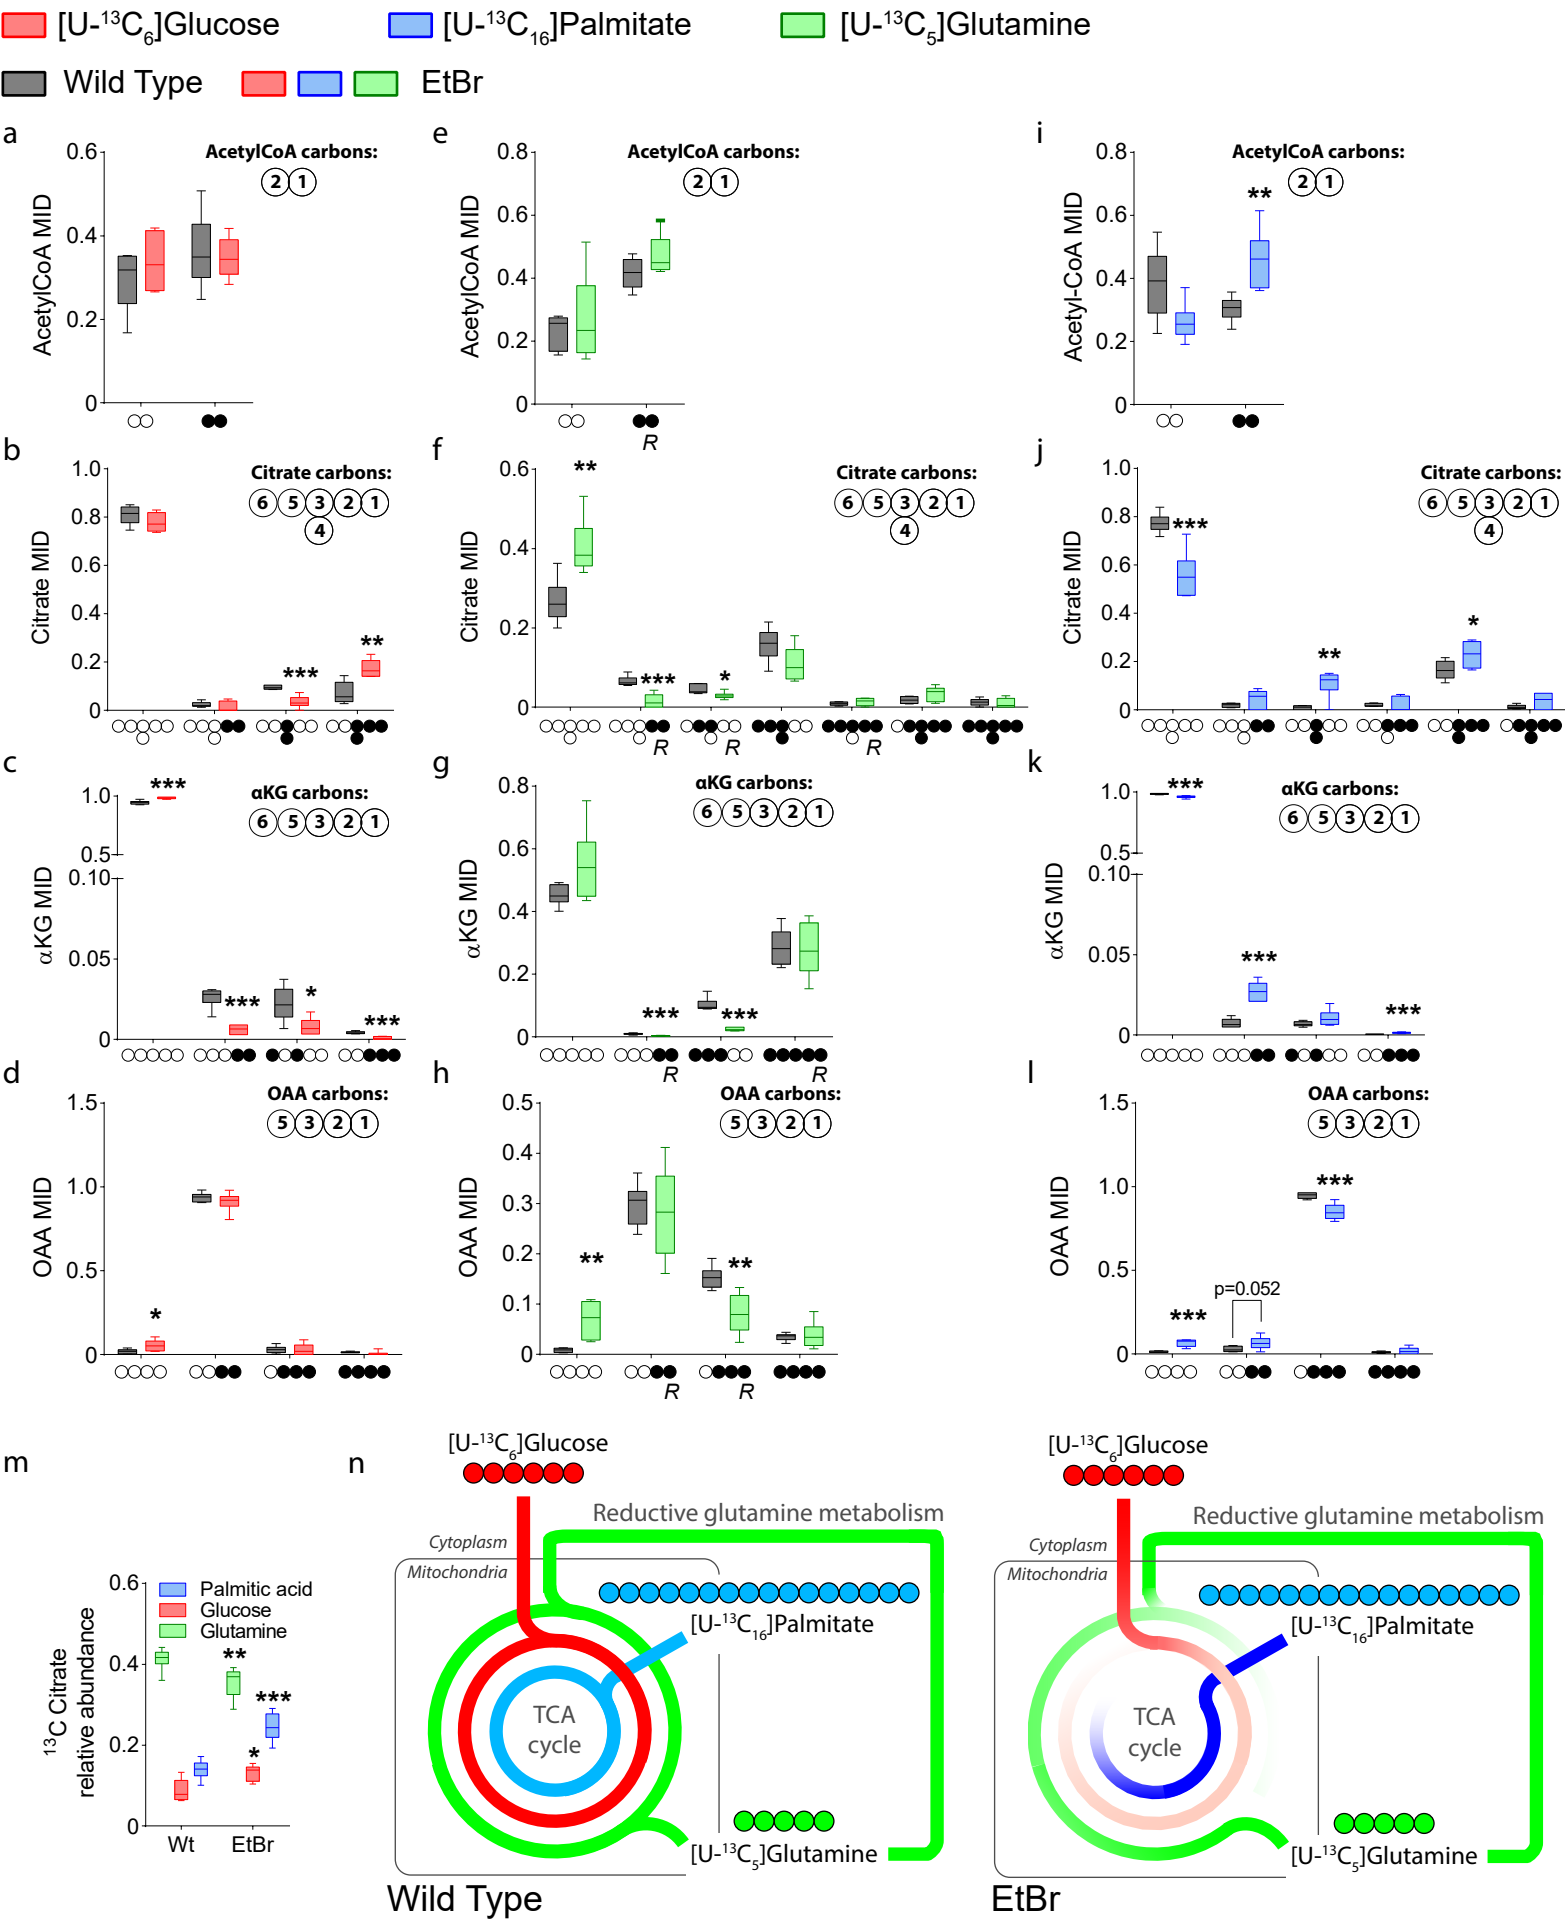 [U-¹³C₆]Glucose [U-¹³C₁₆]Palmitate [U-¹³C₅]Glutamine
Wild Type EtBr
a
AcetylCoA MID
0.6
0.4
0.2
0
AcetylCoA carbons:
2 1
e
AcetylCoA MID
0.8
0.6
0.4
0.2
0
AcetylCoA carbons:
2 1
R
i
Acetyl-CoA MID
0.8
0.6
0.4
0.2
0
AcetylCoA carbons:
2 1
**
b
Citrate MID
1.0
0.8
0.6
0.4
0.2
0
Citrate carbons:
6 5 3 2 1
4
*** **
f
Citrate MID
0.6
0.4
0.2
0
Citrate carbons:
6 5 3 2 1
4
** *** *
R R R
j
Citrate MID
1.0
0.8
0.6
0.4
0.2
0
Citrate carbons:
6 5 3 2 1
4
*** ** *
c
αKG MID
1.0
0.5
0.10
0.05
0
αKG carbons:
6 5 3 2 1
*** *** * ***
g
αKG MID
0.8
0.6
0.4
0.2
0
αKG carbons:
6 5 3 2 1
*** ***
R R
k
αKG MID
1.0
0.5
0.10
0.05
0
αKG carbons:
6 5 3 2 1
*** *** ***
d
OAA MID
1.5
1.0
0.5
0
OAA carbons:
5 3 2 1
*
h
OAA MID
0.5
0.4
0.3
0.2
0.1
0
OAA carbons:
5 3 2 1
** **
R R
l
OAA MID
1.5
1.0
0.5
0
OAA carbons:
5 3 2 1
*** p=0.052 ***
m
¹³C Citrate
relative abundance
0.6
0.4
0.2
0
Palmitic acid
Glucose
Glutamine
** * ***
Wt EtBr
n
[U-¹³C₆]Glucose
Reductive glutamine metabolism
Cytoplasm
Mitochondria
[U-¹³C₁₆]Palmitate
TCA
cycle
[U-¹³C₅]Glutamine
Wild Type
[U-¹³C₆]Glucose
Reductive glutamine metabolism
Cytoplasm
Mitochondria
[U-¹³C₁₆]Palmitate
TCA
cycle
[U-¹³C₅]Glutamine
EtBr